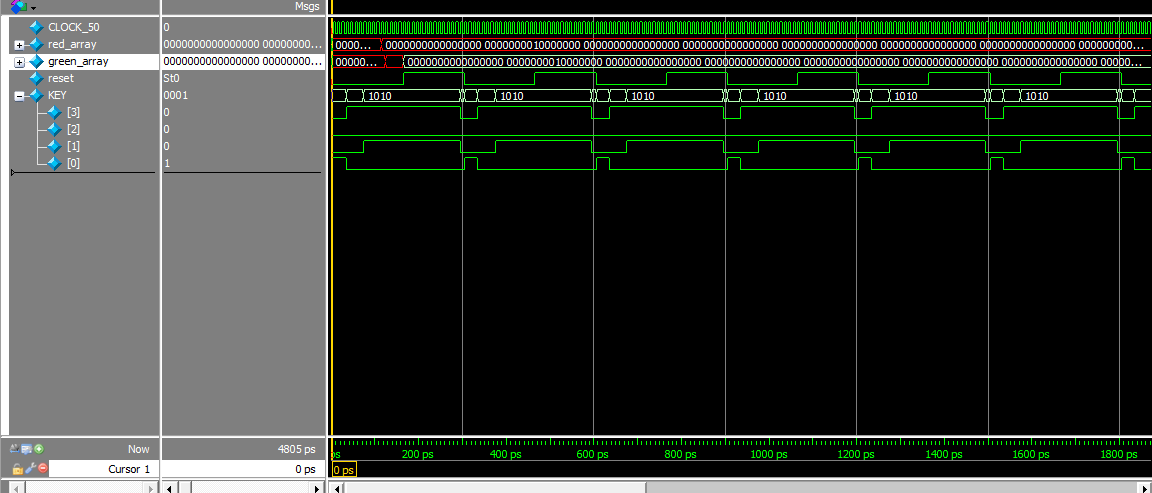 Msgs
CLOCK_50 0
red_array 0000000000000000 00000000... 00000... 0000000000000000 0000000010000000 0000000000000000 0000000000000000 0000000000000000 0000000000000000 0000000000000000 00000000...
green_array 0000000000000000 00000000... 00000... 0000000000000000 0000000010000000 0000000000000000 0000000000000000 0000000000000000 0000000000000000 0000000000000000 00000...
reset St0
KEY 0001 1010 1010 1010 1010 1010 1010
[3] 0
[2] 0
[1] 0
[0] 1
Now 4805 ps ps 200 ps 400 ps 600 ps 800 ps 1000 ps 1200 ps 1400 ps 1600 ps 1800 ps
Cursor 1 0 ps 0 ps